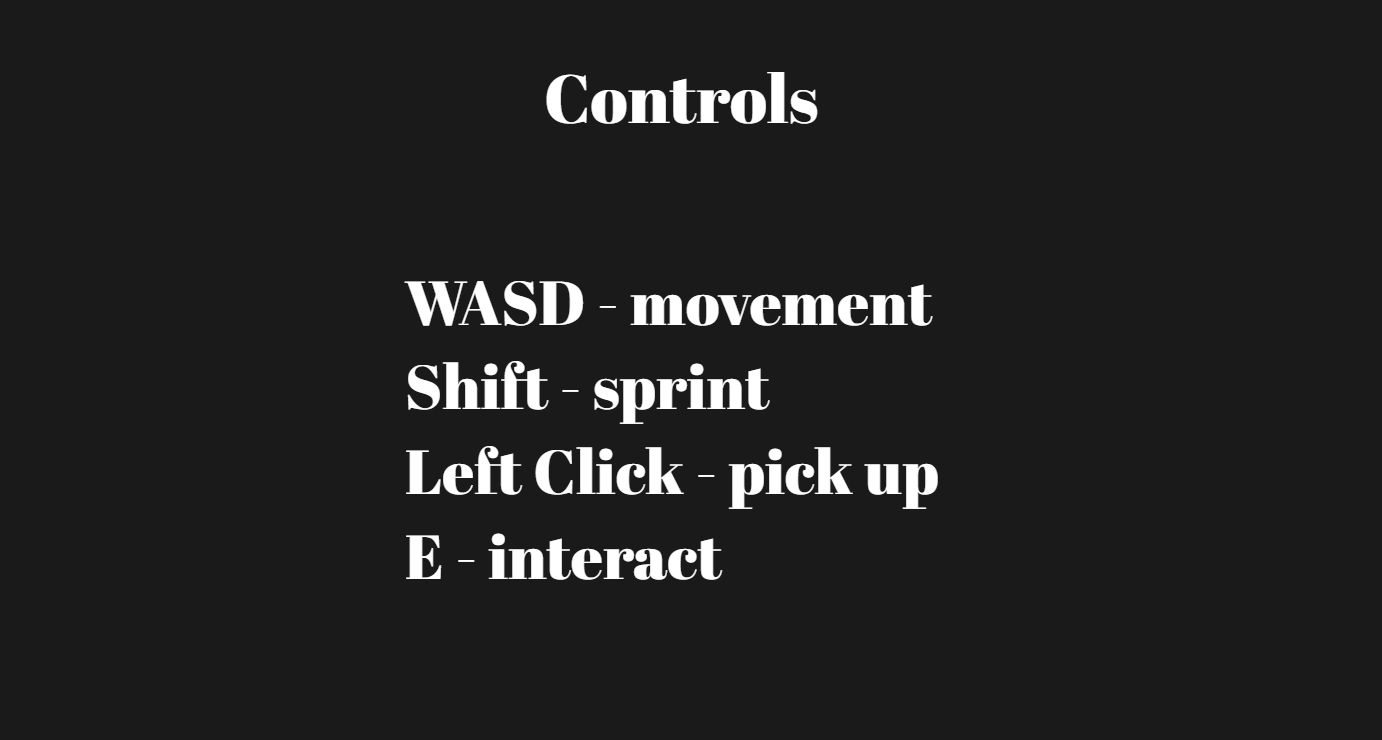 Controls
WASD - movement
Shift - sprint
Left Click - pick up
E - interact